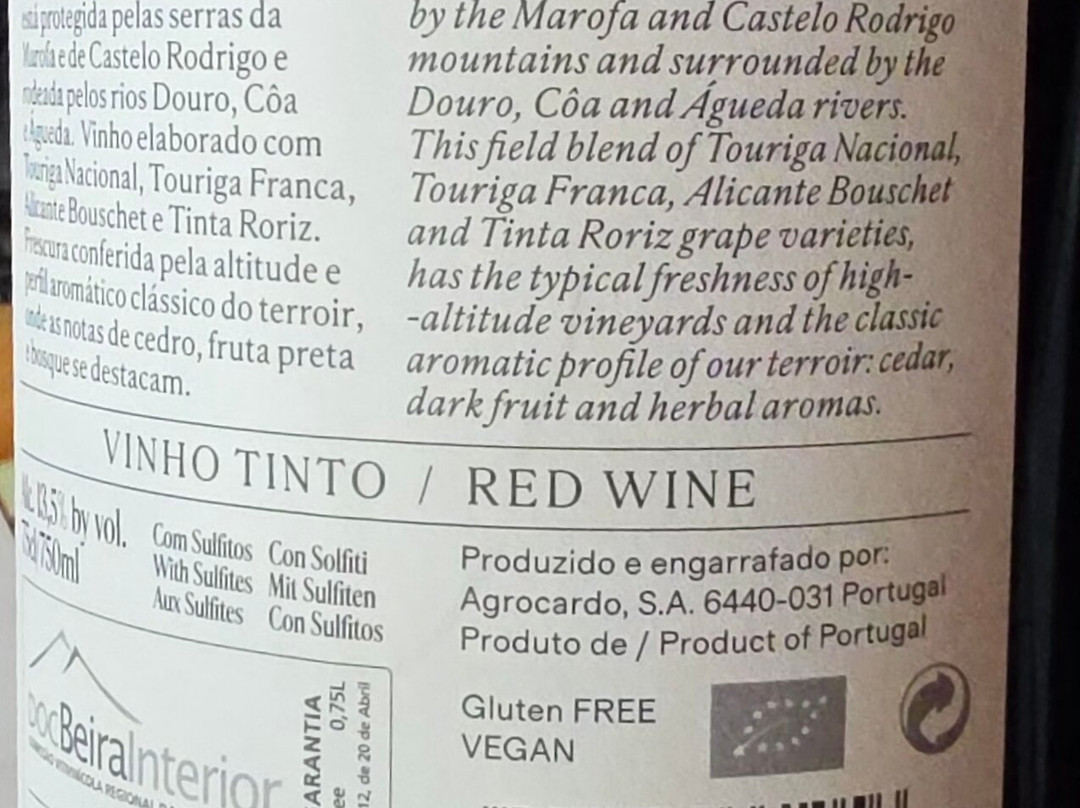 está protegida pelas serras da
Marofa e de Castelo Rodrigo e
rodeada pelos rios Douro, Côa
e Águeda. Vinho elaborado com
Touriga Nacional, Touriga Franca,
Alicante Bouschet e Tinta Roriz.
Frescura conferida pela altitude e
perfil aromático clássico do terroir,
onde as notas de cedro, fruta preta
e bosque se destacam.
by the Marofa and Castelo Rodrigo
mountains and surrounded by the
Douro, Côa and Águeda rivers.
This field blend of Touriga Nacional,
Touriga Franca, Alicante Bouschet
and Tinta Roriz grape varieties,
has the typical freshness of high-
-altitude vineyards and the classic
aromatic profile of our terroir: cedar,
dark fruit and herbal aromas.
VINHO TINTO / RED WINE
Alc. 13,5% by vol.
750ml
Com Sulfitos Con Solfiti
With Sulfites Mit Sulfiten
Aux Sulfites Con Sulfitos
Produzido e engarrafado por:
Agrocardo, S.A. 6440-031 Portugal
Produto de / Product of Portugal
Gluten FREE
VEGAN
DOCBeiraInterior
REGIONAL
ARANTIA
0,75L
12, de 20 de Abril